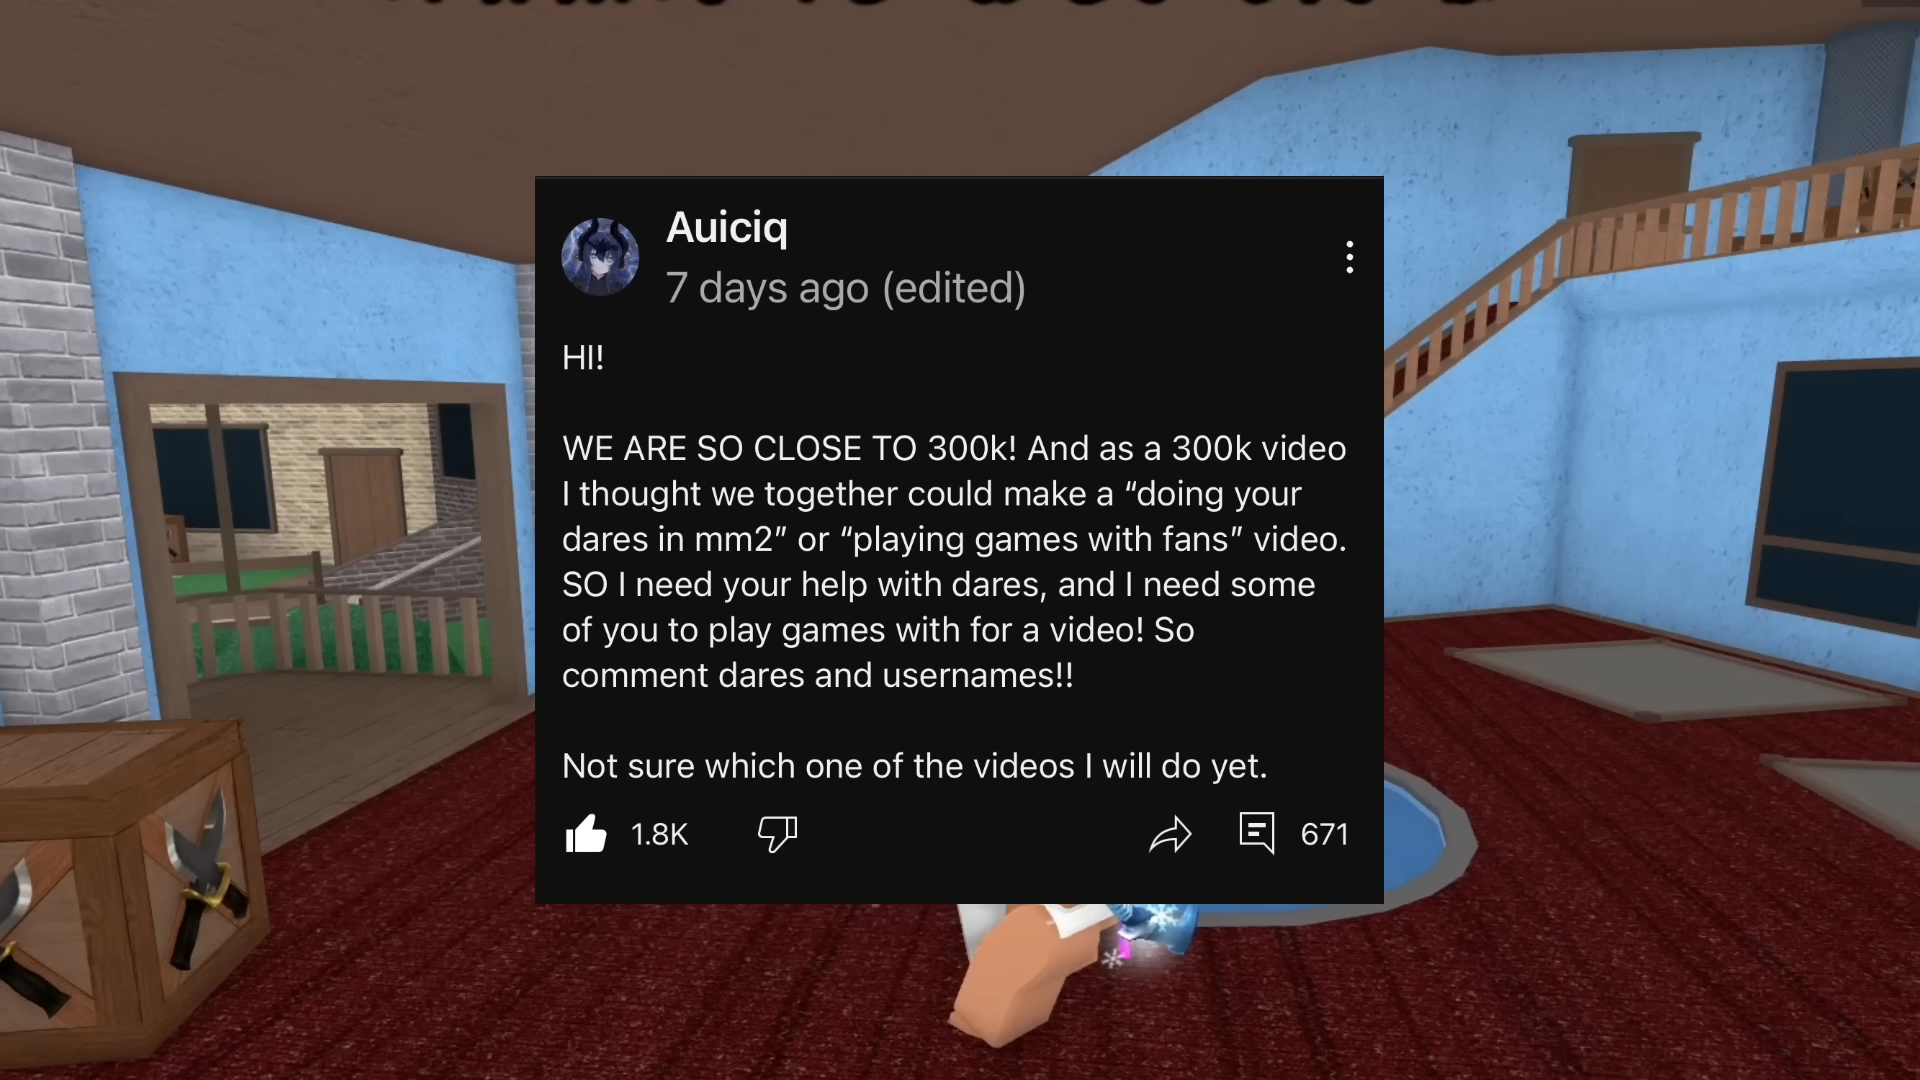 Auiciq
7 days ago (edited)
HI!
WE ARE SO CLOSE TO 300k! And as a 300k video
I thought we together could make a “doing your
dares in mm2” or “playing games with fans” video.
SO I need your help with dares, and I need some
of you to play games with for a video! So
comment dares and usernames!!
Not sure which one of the videos I will do yet.
1.8K
671